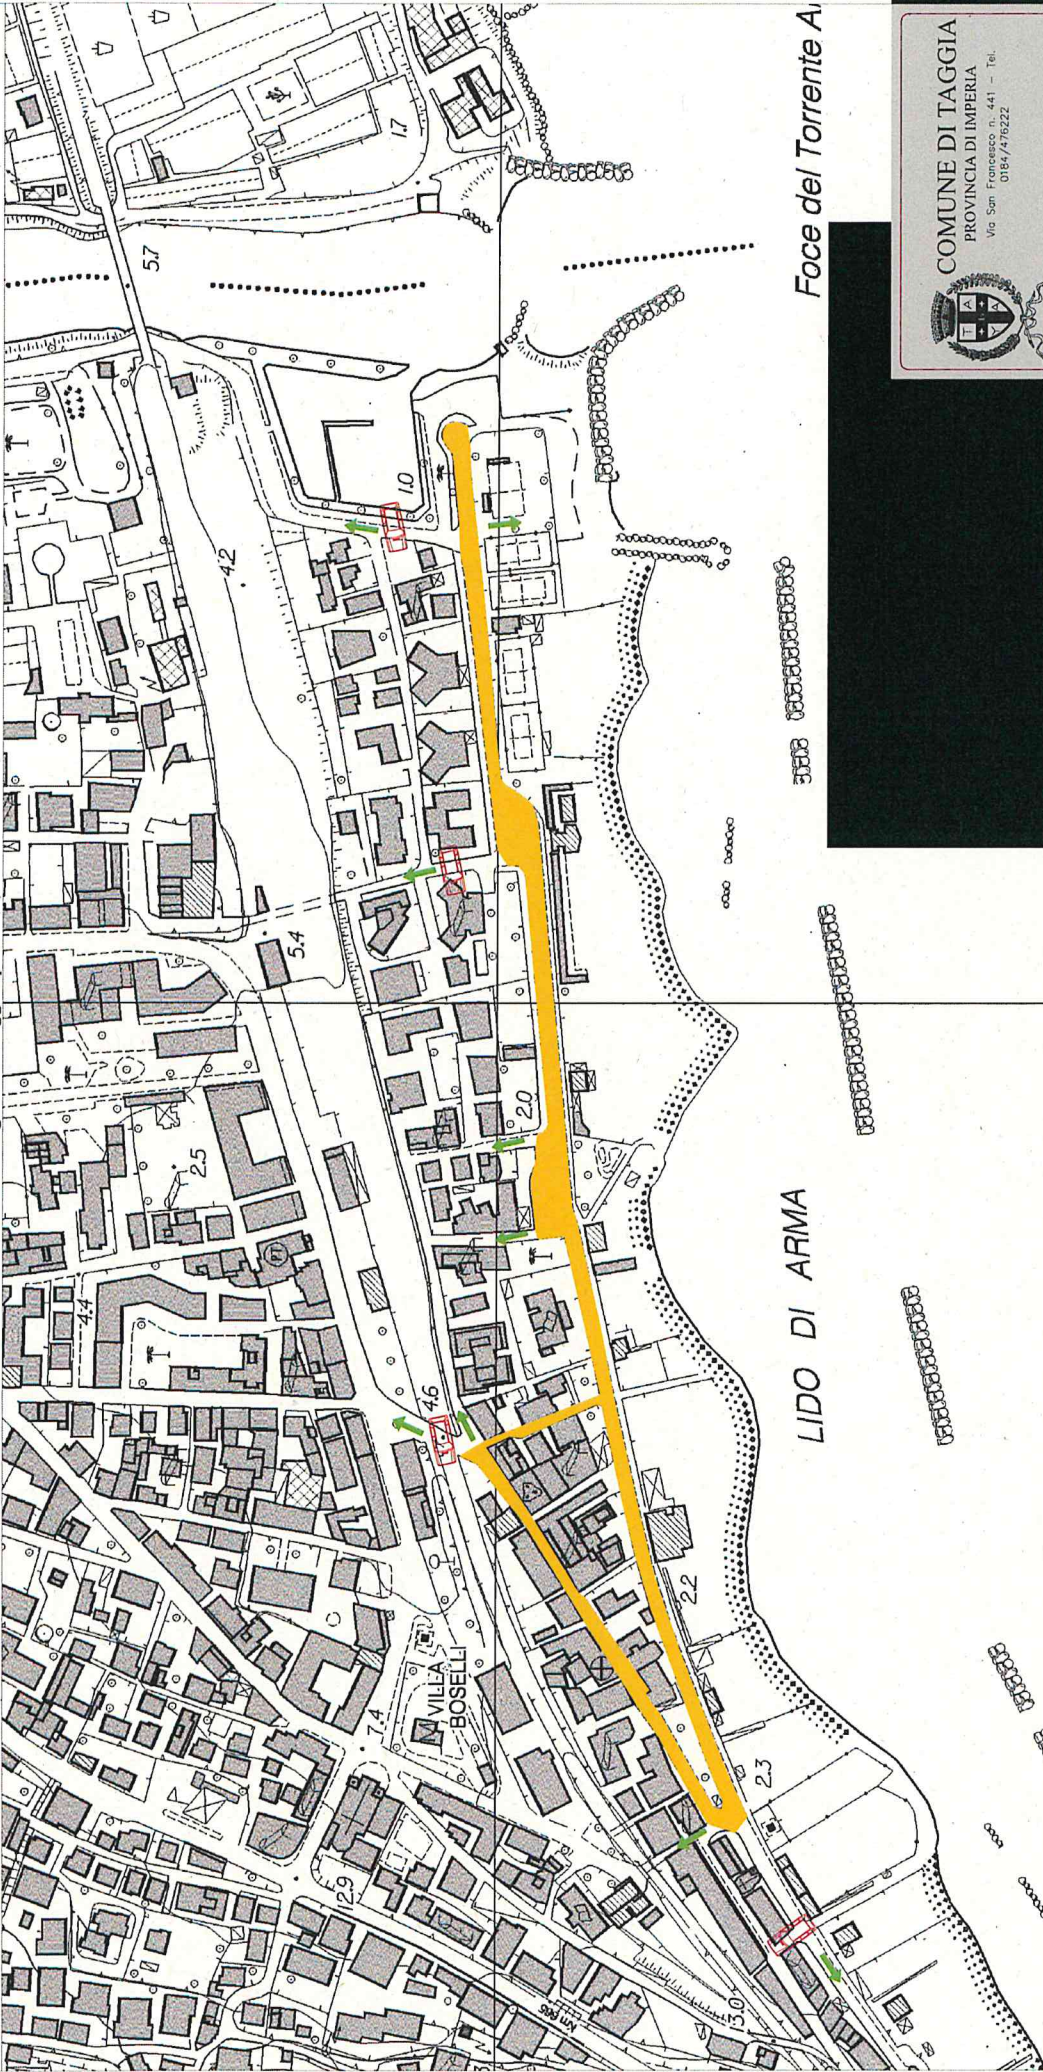 COMUNE DI TAGGIA
PROVINCIA DI IMPERIA
Via San Francesco n. 441 - Tel.
0184/476222
T A
A
Foce del Torrente
LIDO DI ARMA
VILLA
BOSELLI
1.7
5.7
1.0
4.2
5.4
2.0
2.5
PT
4.4
4.6
2.2
7.4
2.3
12.9
3.0